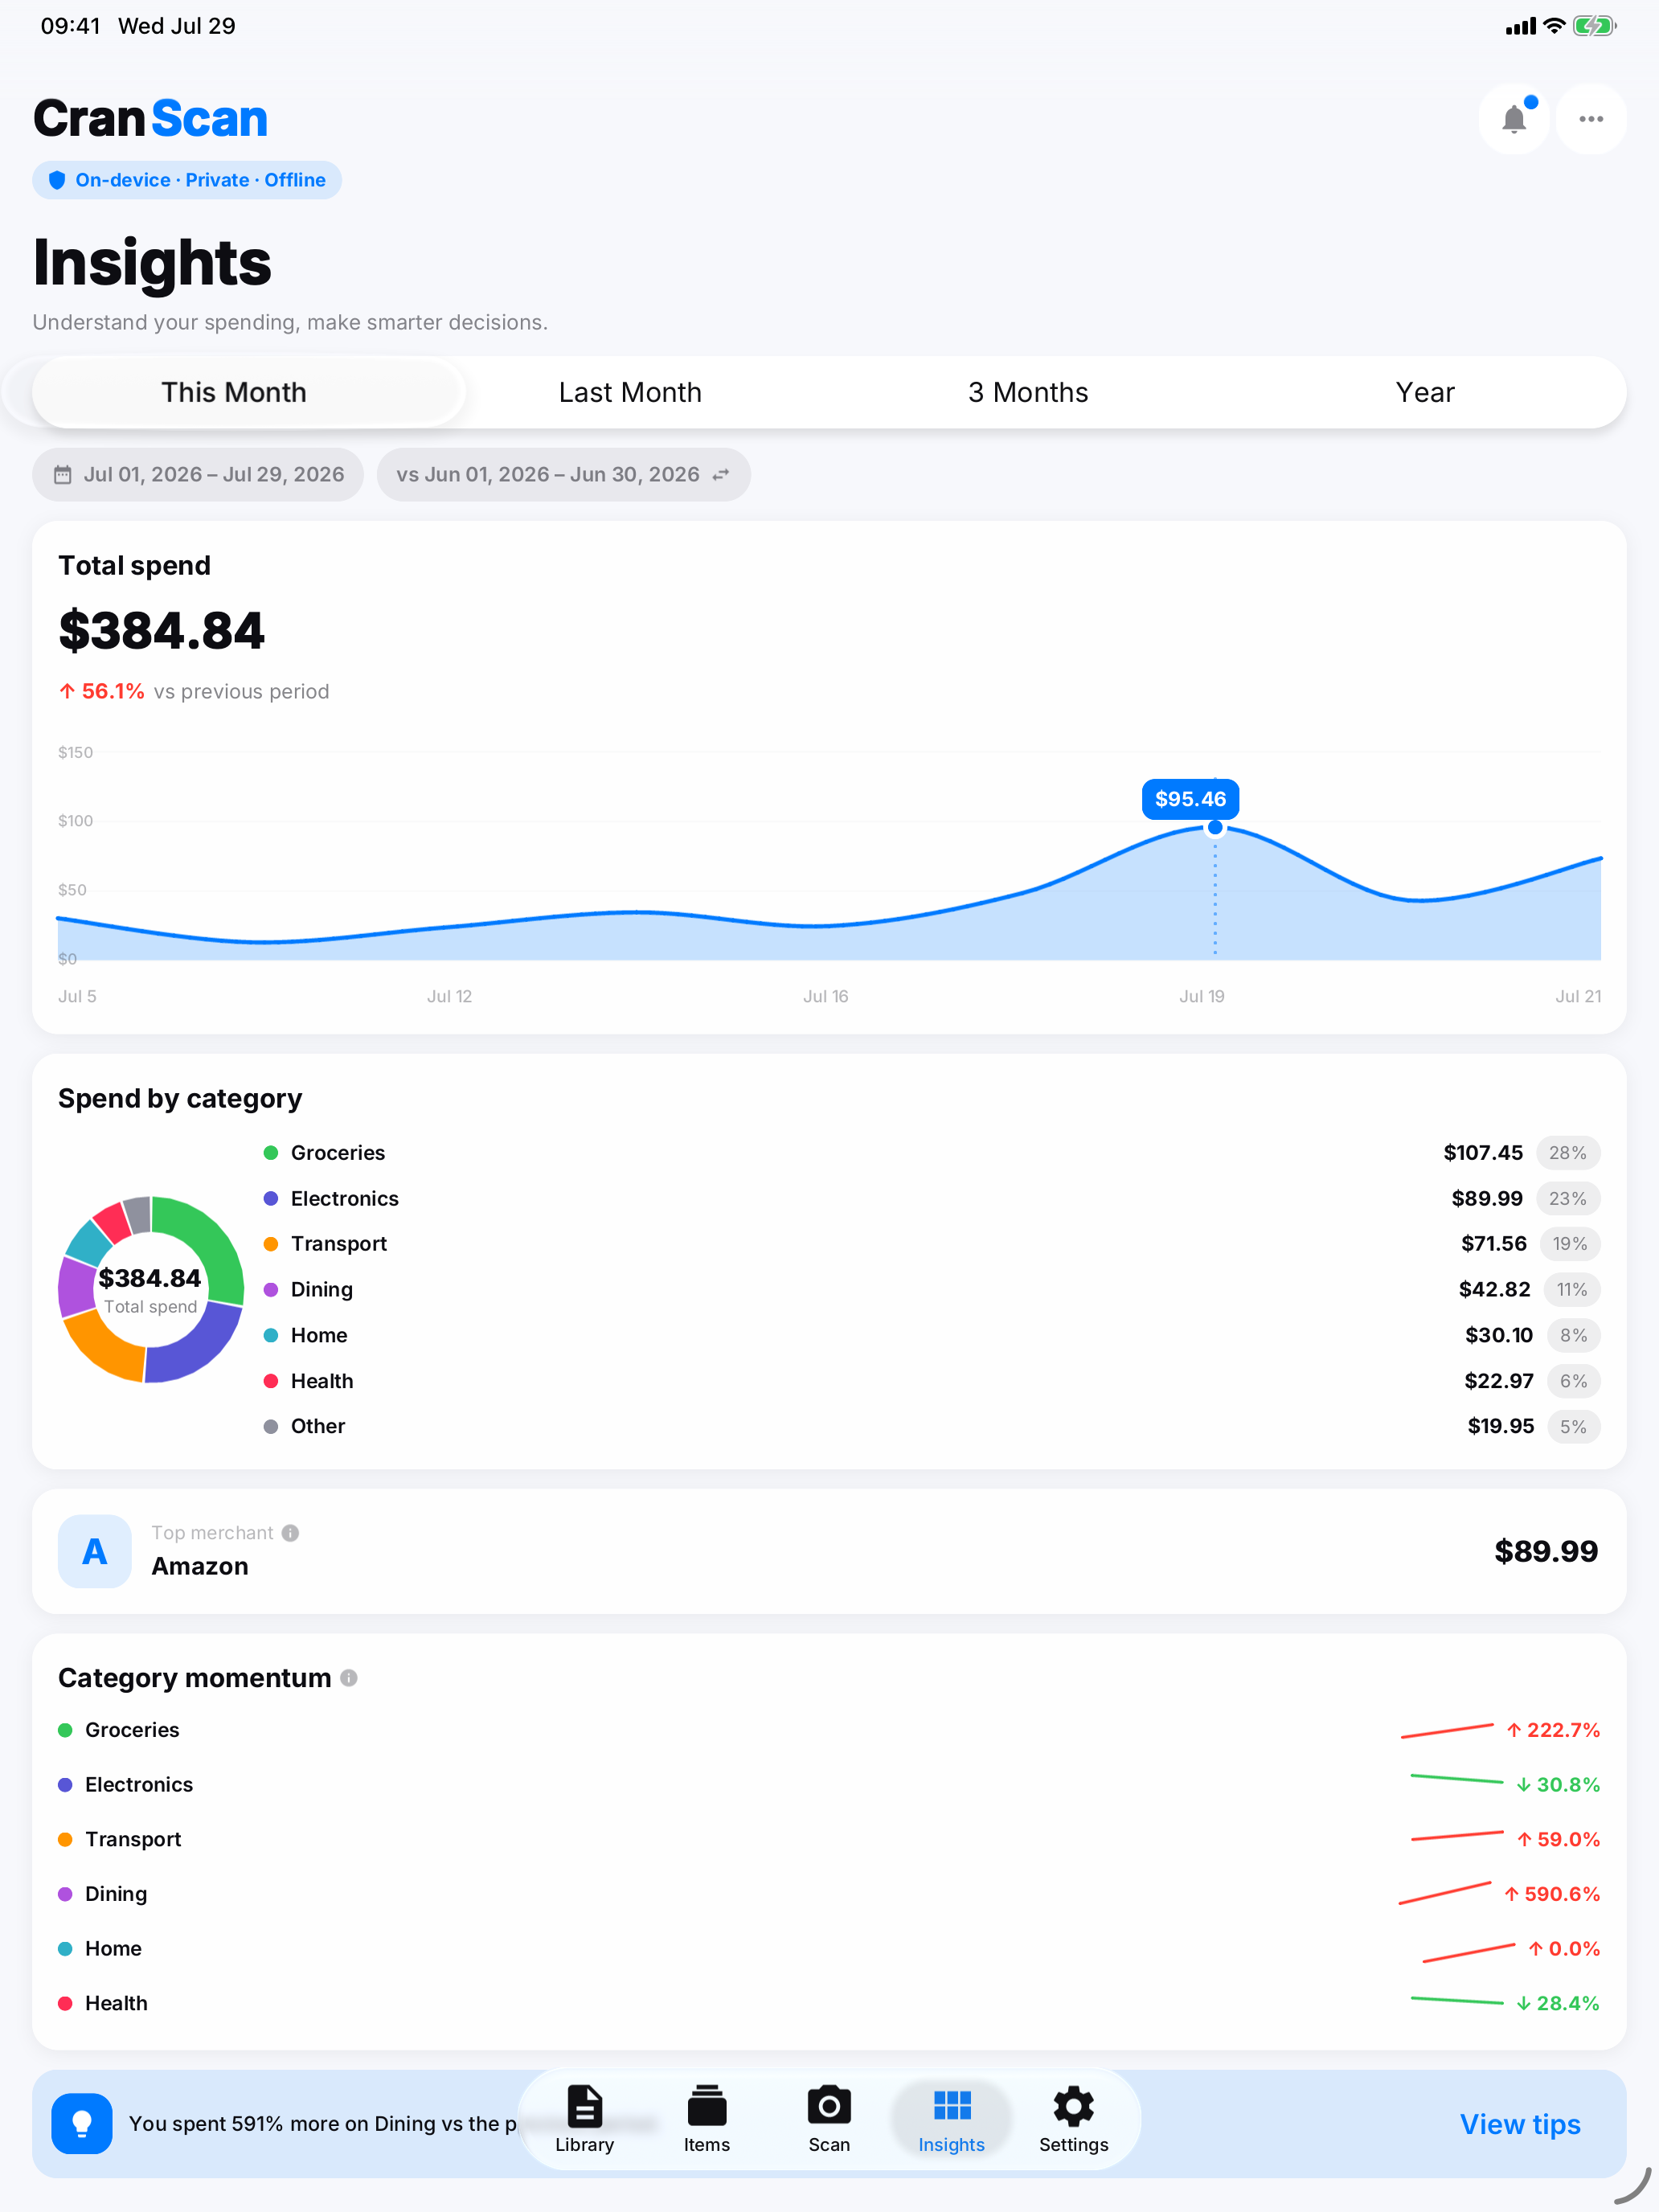 09:41 Wed Jul 29
CranScan
On-device · Private · Offline
Insights
Understand your spending, make smarter decisions.
This Month Last Month 3 Months Year
Jul 01, 2026 – Jul 29, 2026 vs Jun 01, 2026 – Jun 30, 2026
Total spend
$384.84
↑ 56.1% vs previous period
$150
$95.46
$100
$50
$0
Jul 5 Jul 12 Jul 16 Jul 19 Jul 21
Spend by category
$384.84
Total spend
Groceries $107.45 28%
Electronics $89.99 23%
Transport $71.56 19%
Dining $42.82 11%
Home $30.10 8%
Health $22.97 6%
Other $19.95 5%
A
Top merchant
Amazon
$89.99
Category momentum
Groceries ↑ 222.7%
Electronics ↓ 30.8%
Transport ↑ 59.0%
Dining ↑ 590.6%
Home ↑ 0.0%
Health ↓ 28.4%
You spent 591% more on Dining vs the
View tips
Library Items Scan Insights Settings